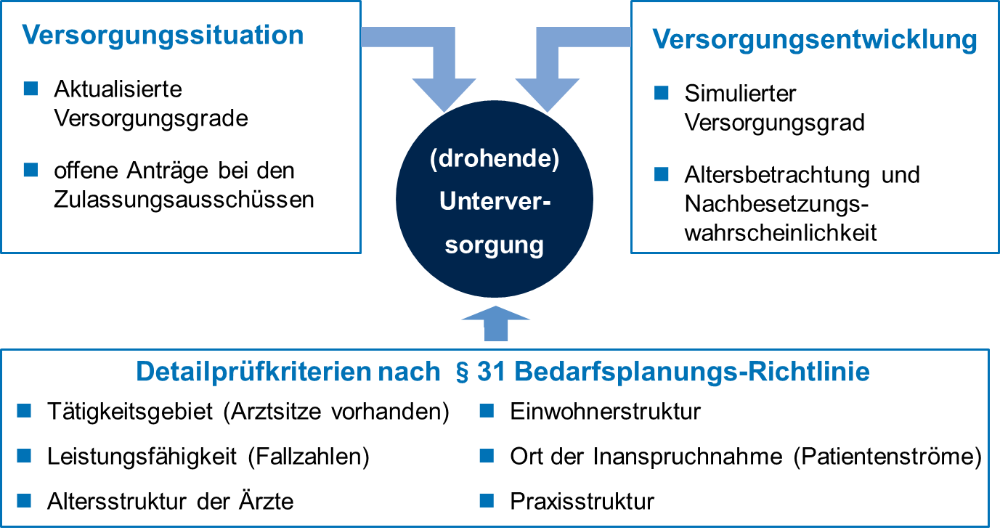 Versorgungssituation
Aktualisierte
Versorgungsgrade
offene Anträge bei den
Zulassungsausschüssen
(drohende)
Unterver-
sorgung
Versorgungsentwicklung
Simulierter
Versorgungsgrad
Altersbetrachtung und
Nachbesetzungs-
wahrscheinlichkeit
Detailprüfkriterien nach § 31 Bedarfsplanungs-Richtlinie
Tätigkeitsgebiet (Arztsitze vorhanden)
Leistungsfähigkeit (Fallzahlen)
Altersstruktur der Ärzte
Einwohnerstruktur
Ort der Inanspruchnahme (Patientenströme)
Praxisstruktur